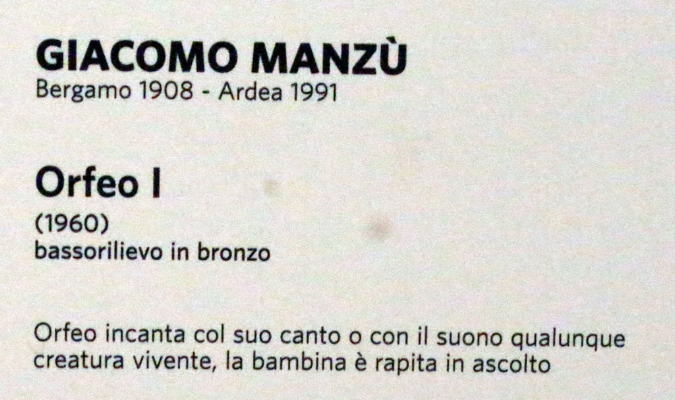 GIACOMO MANZÙ
Bergamo 1908 - Ardea 1991
Orfeo I
(1960)
bassorilievo in bronzo
Orfeo incanta col suo canto o con il suono qualunque
creatura vivente, la bambina è rapita in ascolto